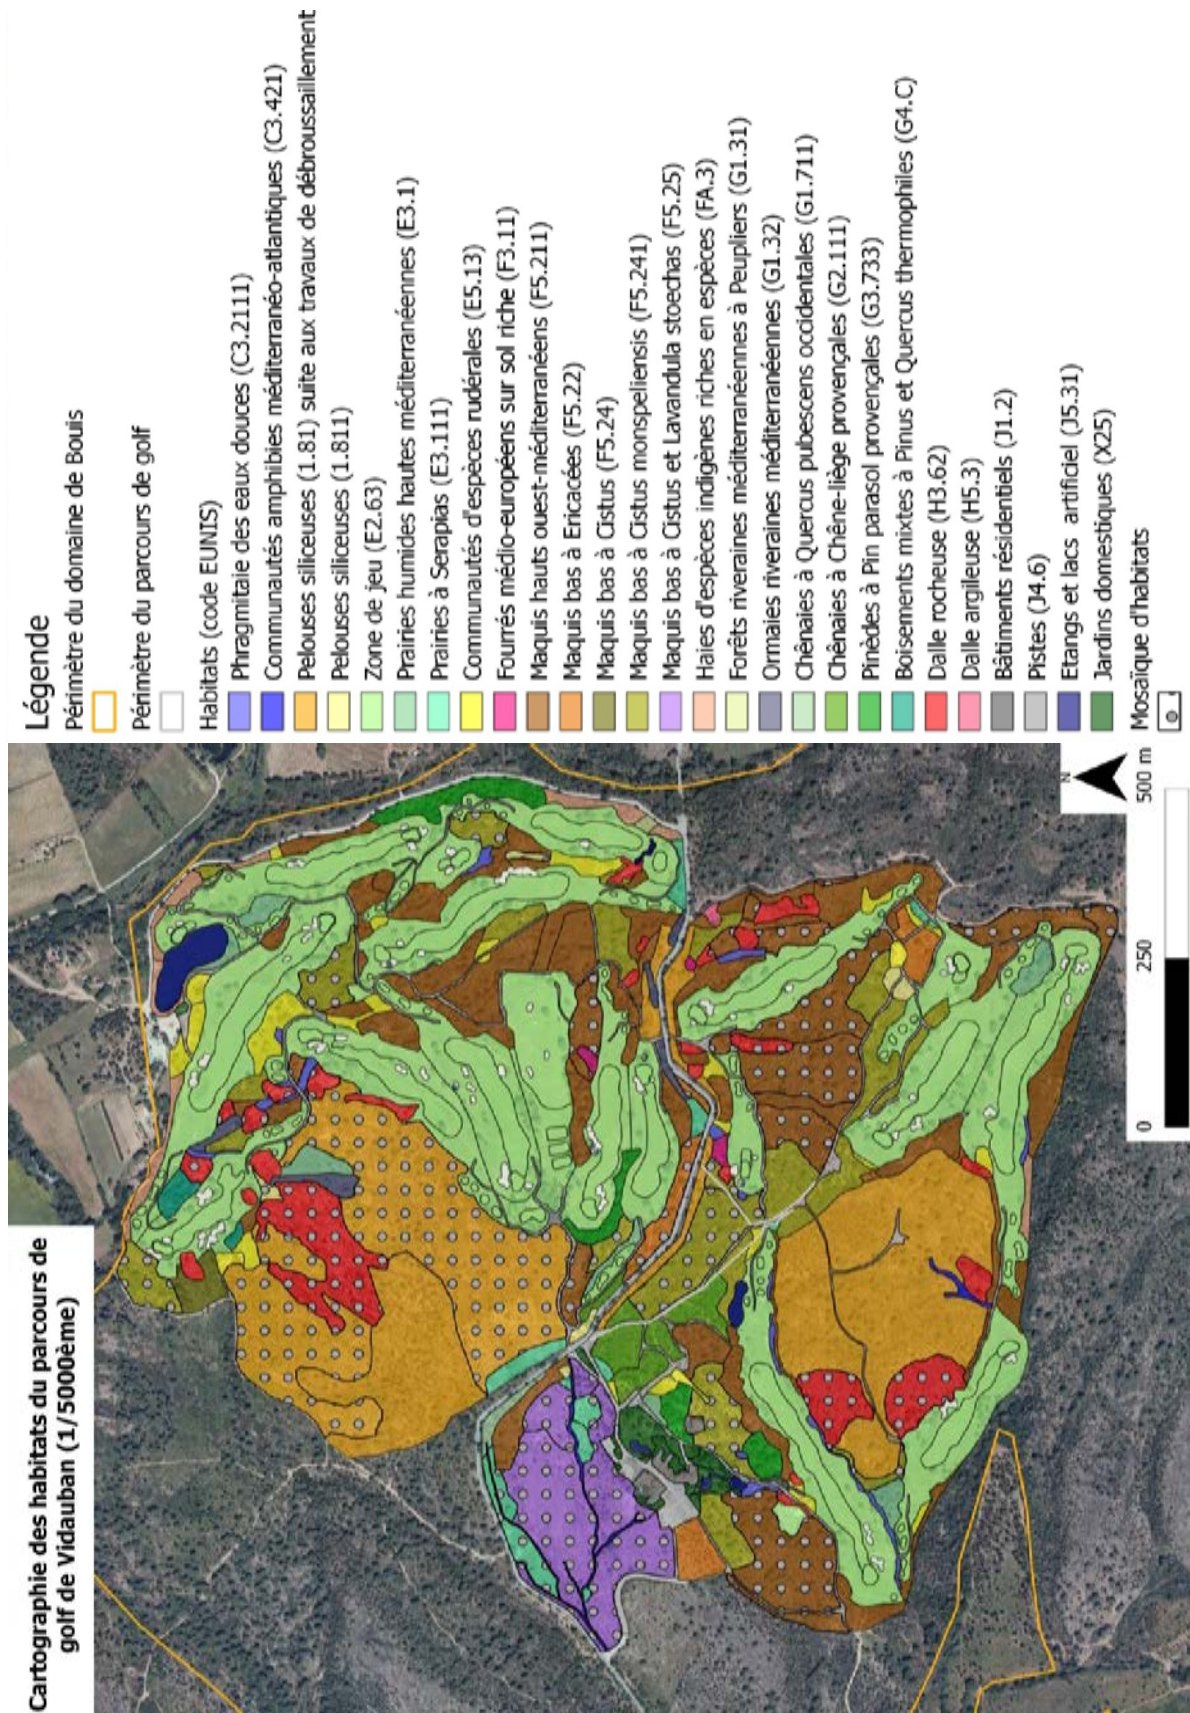 Cartographie des habitats du parcours de
golf de Vidauban (1/5000ème)
N
0
250
500 m
Légende
Périmètre du domaine de Bouis
Périmètre du parcours de golf
Habitats (code EUNIS)
Phragmitaie des eaux douces (C3.2111)
Communautés amphibies méditerranéo-atlantiques (C3.421)
Pelouses siliceuses (1.81) suite aux travaux de débroussaillement
Pelouses siliceuses (1.811)
Zone de jeu (E2.63)
Prairies humides hautes méditerranéennes (E3.1)
Prairies à Serapias (E3.111)
Communautés d'espèces rudérales (E5.13)
Fourrés médio-européens sur sol riche (F3.11)
Maquis hauts ouest-méditerranéens (F5.211)
Maquis bas à Ericacées (F5.22)
Maquis bas à Cistus (F5.24)
Maquis bas à Cistus monspeliensis (F5.241)
Maquis bas à Cistus et Lavandula stoechas (F5.25)
Haies d'espèces indigènes riches en espèces (FA.3)
Forêts riveraines méditerranéennes à Peupliers (G1.31)
Ormaies riveraines méditerranéennes (G1.32)
Chênaies à Quercus pubescens occidentales (G1.711)
Chênaies à Chêne-liège provençales (G2.111)
Pinèdes à Pin parasol provençales (G3.733)
Boisements mixtes à Pinus et Quercus thermophiles (G4.C)
Dalle rocheuse (H3.62)
Dalle argileuse (H5.3)
Bâtiments résidentiels (J1.2)
Pistes (J4.6)
Etangs et lacs artificiel (J5.31)
Jardins domestiques (X25)
Mosaïque d'habitats